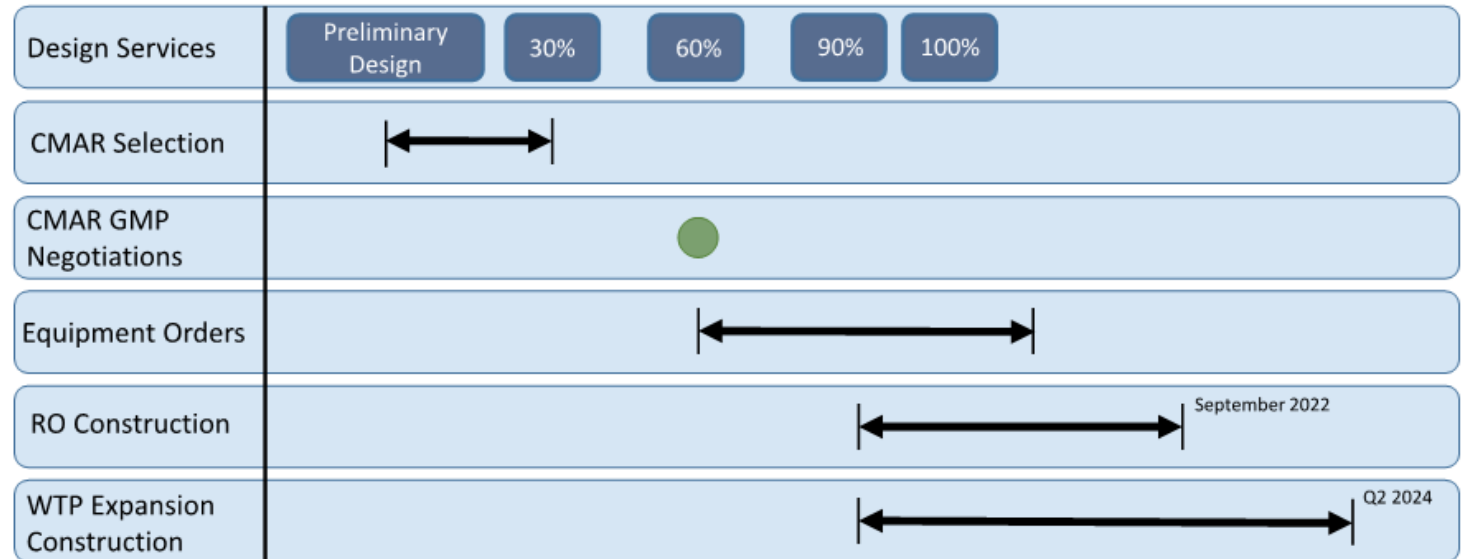 Design Services
Preliminary
Design
30%
60%
90%
100%
CMAR Selection
CMAR GMP
Negotiations
Equipment Orders
RO Construction
September 2022
WTP Expansion
Construction
Q2 2024